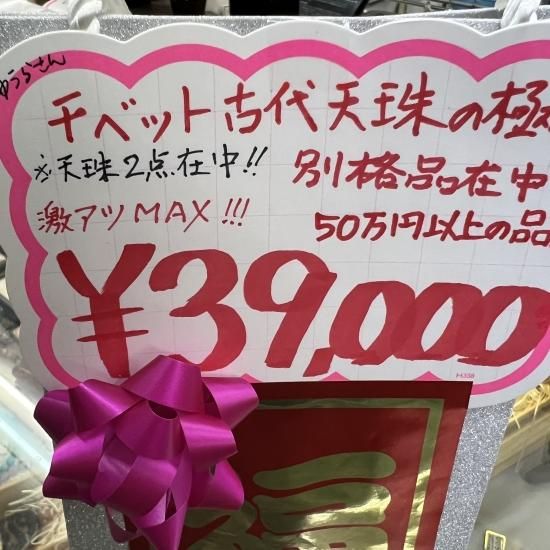 ゆうらさん
チベット古代天珠の極
※天珠2点在中!! 別格品在中
激アツMAX!!! 50万円以上の品
¥39,000
H338